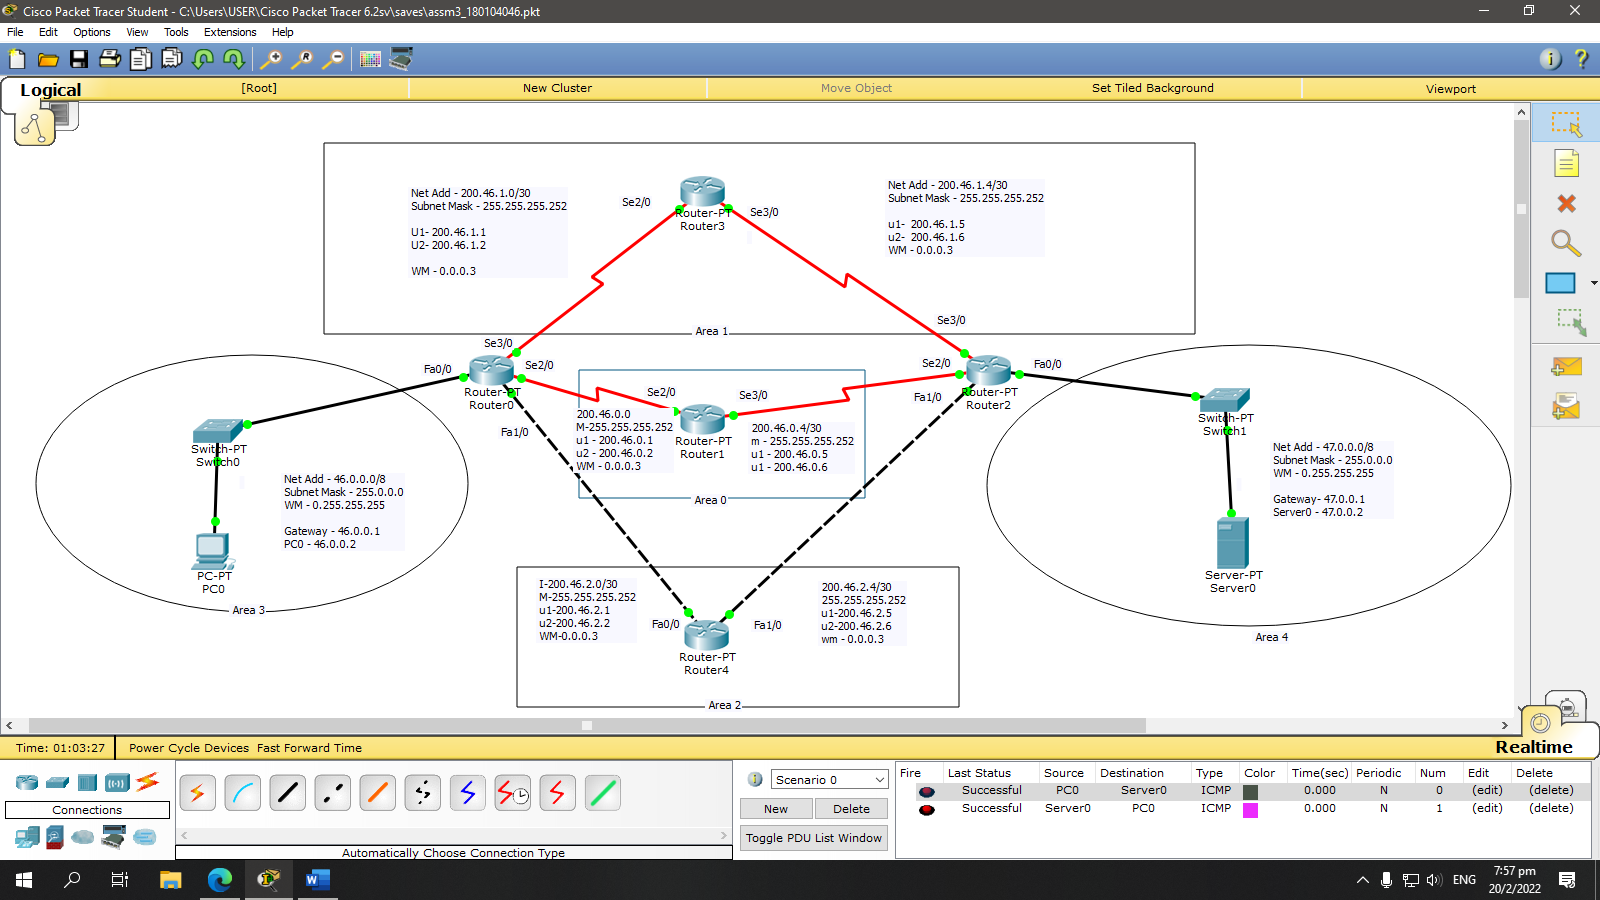 Cisco Packet Tracer Student - C:\Users\USER\Cisco Packet Tracer 6.2sv\saves\assm3_180104046.pkt
File Edit Options View Tools Extensions Help
Logical [Root] New Cluster Move Object Set Tiled Background Viewport
Net Add - 200.46.1.0/30
Subnet Mask - 255.255.255.252
U1- 200.46.1.1
U2- 200.46.1.2
WM - 0.0.0.3
Se2/0
Router-PT
Router3
Se3/0
Net Add - 200.46.1.4/30
Subnet Mask - 255.255.255.252
u1- 200.46.1.5
u2- 200.46.1.6
WM - 0.0.0.3
Area 1
Se3/0
Fa0/0
Se2/0
Router-PT
Router0
Fa1/0
Se3/0
Se2/0
Fa0/0
Router-PT
Router2
Fa1/0
Se2/0
Se3/0
200.46.0.0
M-255.255.255.252
u1 - 200.46.0.1
u2 - 200.46.0.2
WM - 0.0.0.3
Router-PT
Router1
200.46.0.4/30
m - 255.255.255.252
u1 - 200.46.0.5
u1 - 200.46.0.6
Area 0
Switch-PT
Switch0
Net Add - 46.0.0.0/8
Subnet Mask - 255.0.0.0
WM - 0.255.255.255
Gateway - 46.0.0.1
PC0 - 46.0.0.2
PC-PT
PC0
Area 3
Switch-PT
Switch1
Net Add - 47.0.0.0/8
Subnet Mask - 255.0.0.0
WM - 0.255.255.255
Gateway- 47.0.0.1
Server0 - 47.0.0.2
Server-PT
Server0
Area 4
I-200.46.2.0/30
M-255.255.255.252
u1-200.46.2.1
u2-200.46.2.2
WM-0.0.0.3
Fa0/0
Fa1/0
Router-PT
Router4
200.46.2.4/30
255.255.255.252
u1-200.46.2.5
u2-200.46.2.6
wm - 0.0.0.3
Area 2
Time: 01:03:27 Power Cycle Devices Fast Forward Time
Realtime
Connections
Automatically Choose Connection Type
Scenario 0
New Delete
Toggle PDU List Window
Fire Last Status Source Destination Type Color Time(sec) Periodic Num Edit Delete
Successful PC0 Server0 ICMP 0.000 N 0 (edit) (delete)
Successful Server0 PC0 ICMP 0.000 N 1 (edit) (delete)
ENG
7:57 pm
20/2/2022